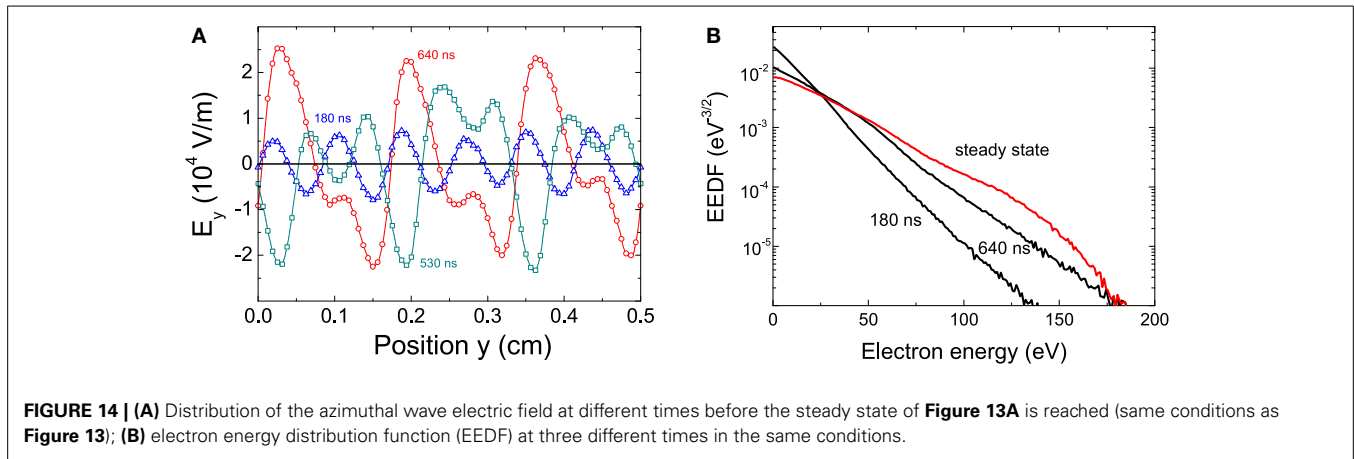 A
B
640 ns
180 ns
530 ns
2
1
0
-1
-2
E_y (10⁴ V/m)
0.0 0.1 0.2 0.3 0.4 0.5
Position y (cm)
steady state
180 ns
640 ns
10⁻²
10⁻³
10⁻⁴
10⁻⁵
EEDF (eV⁻³/²)
0 50 100 150 200
Electron energy (eV)
FIGURE 14 | (A) Distribution of the azimuthal wave electric field at different times before the steady state of Figure 13A is reached (same conditions as
Figure 13); (B) electron energy distribution function (EEDF) at three different times in the same conditions.